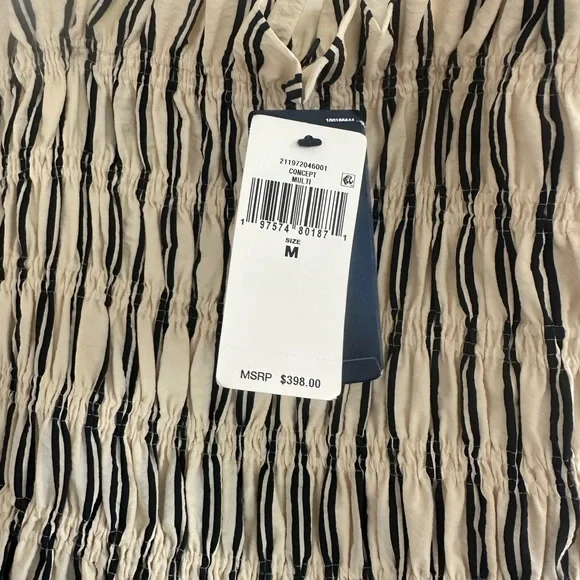 211972046001
CONCEPT
MULTI
1 97574 80187 1
SIZE
M
MSRP $398.00